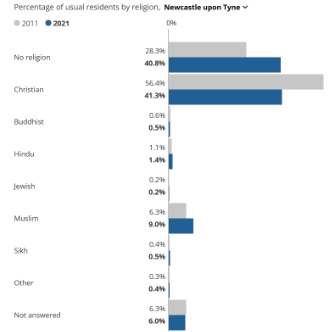 Percentage of usual residents by religion, Newcastle upon Tyne
2011 2021 0%
No religion 28.3%
40.8%
Christian 56.4%
41.3%
Buddhist 0.6%
0.5%
Hindu 1.1%
1.4%
Jewish 0.2%
0.2%
Muslim 6.3%
9.0%
Sikh 0.4%
0.5%
Other 0.3%
0.4%
Not answered 6.3%
6.0%